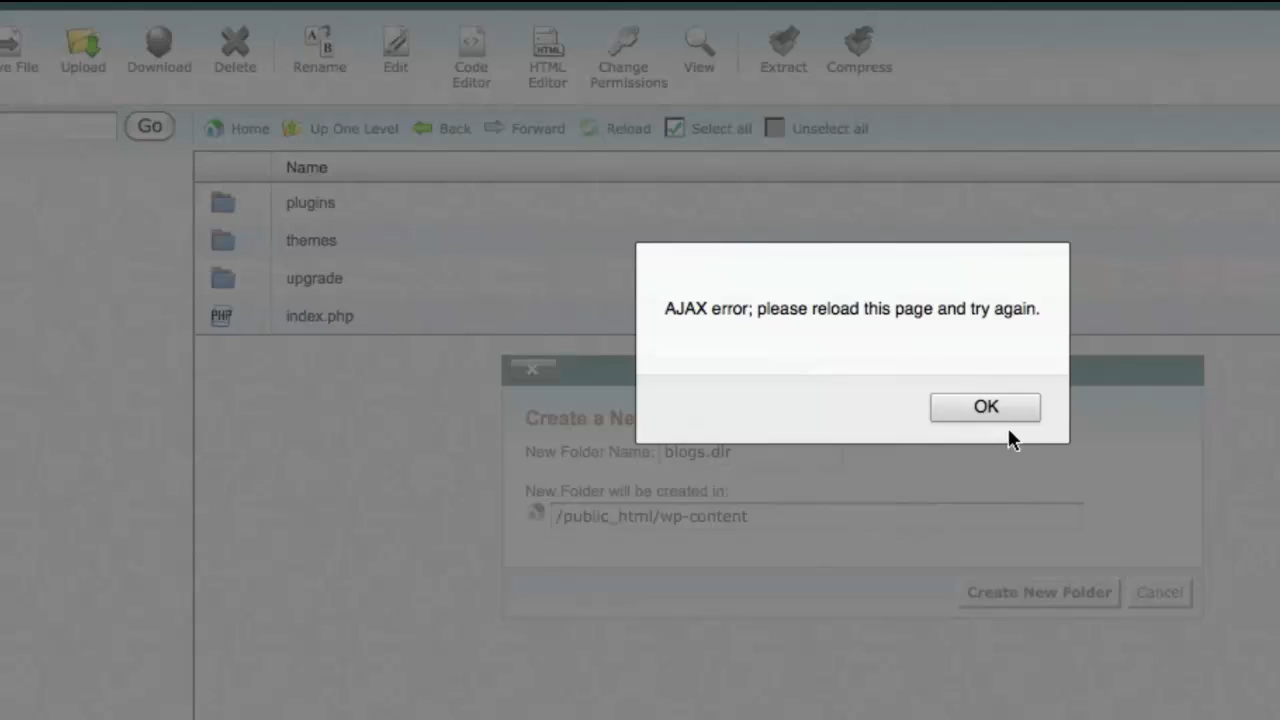 ve File Upload Download Delete Rename Edit Code Editor HTML Editor Change Permissions View Extract Compress
Go Home Up One Level Back Forward Reload Select all Unselect all
Name
plugins
themes
upgrade
PHP index.php
AJAX error; please reload this page and try again.
OK
Create a Ne
New Folder Name: blogs.dir
New Folder will be created in:
/public_html/wp-content
Create New Folder Cancel